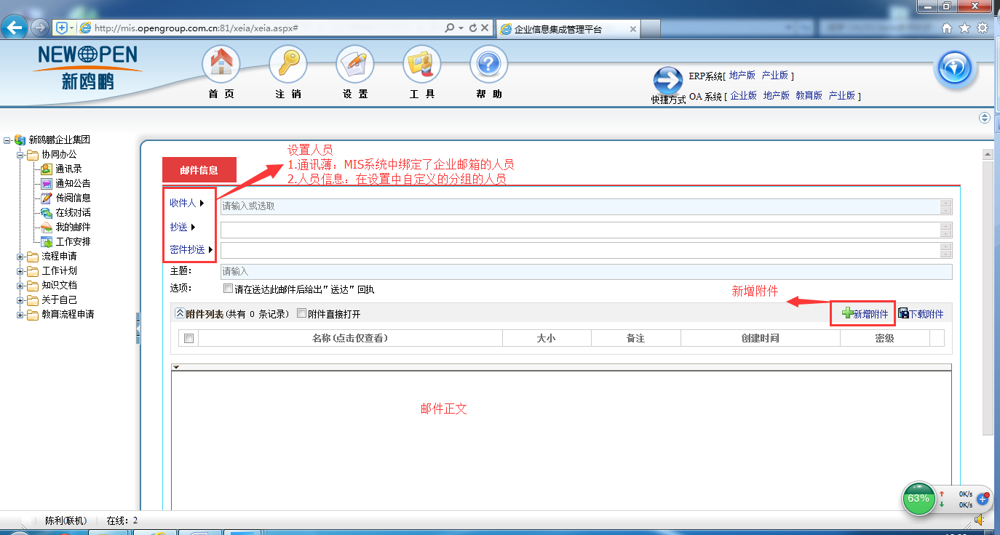 http://mis.opengroup.com.cn:81/xeia/xeia.aspx#
企业信息集成管理平台
NEW OPEN
新鸥鹏
首 页
注 销
设 置
工 具
帮 助
快捷方式
ERP系统[ 地产版 产业版 ]
OA 系统 [ 企业版 地产版 教育版 产业版 ]
新鸥鹏企业集团
协同办公
通讯录
通知公告
传阅信息
在线对话
我的邮件
工作安排
流程申请
工作计划
知识文档
关于自己
教育流程申请
邮件信息
设置人员
1.通讯薄：MIS系统中绑定了企业邮箱的人员
2.人员信息：在设置中自定义的分组的人员
收件人
请输入或选取
抄送
密件抄送
主题：
请输入
选项：
请在送达此邮件后给出”送达”回执
新增附件
附件列表(共有 0 条记录)
附件直接打开
新增附件
下载附件
名称(点击仅查看)
大小
备注
创建时间
密级
邮件正文
63%
0K/s
0K/s
陈利(联机)
在线：2